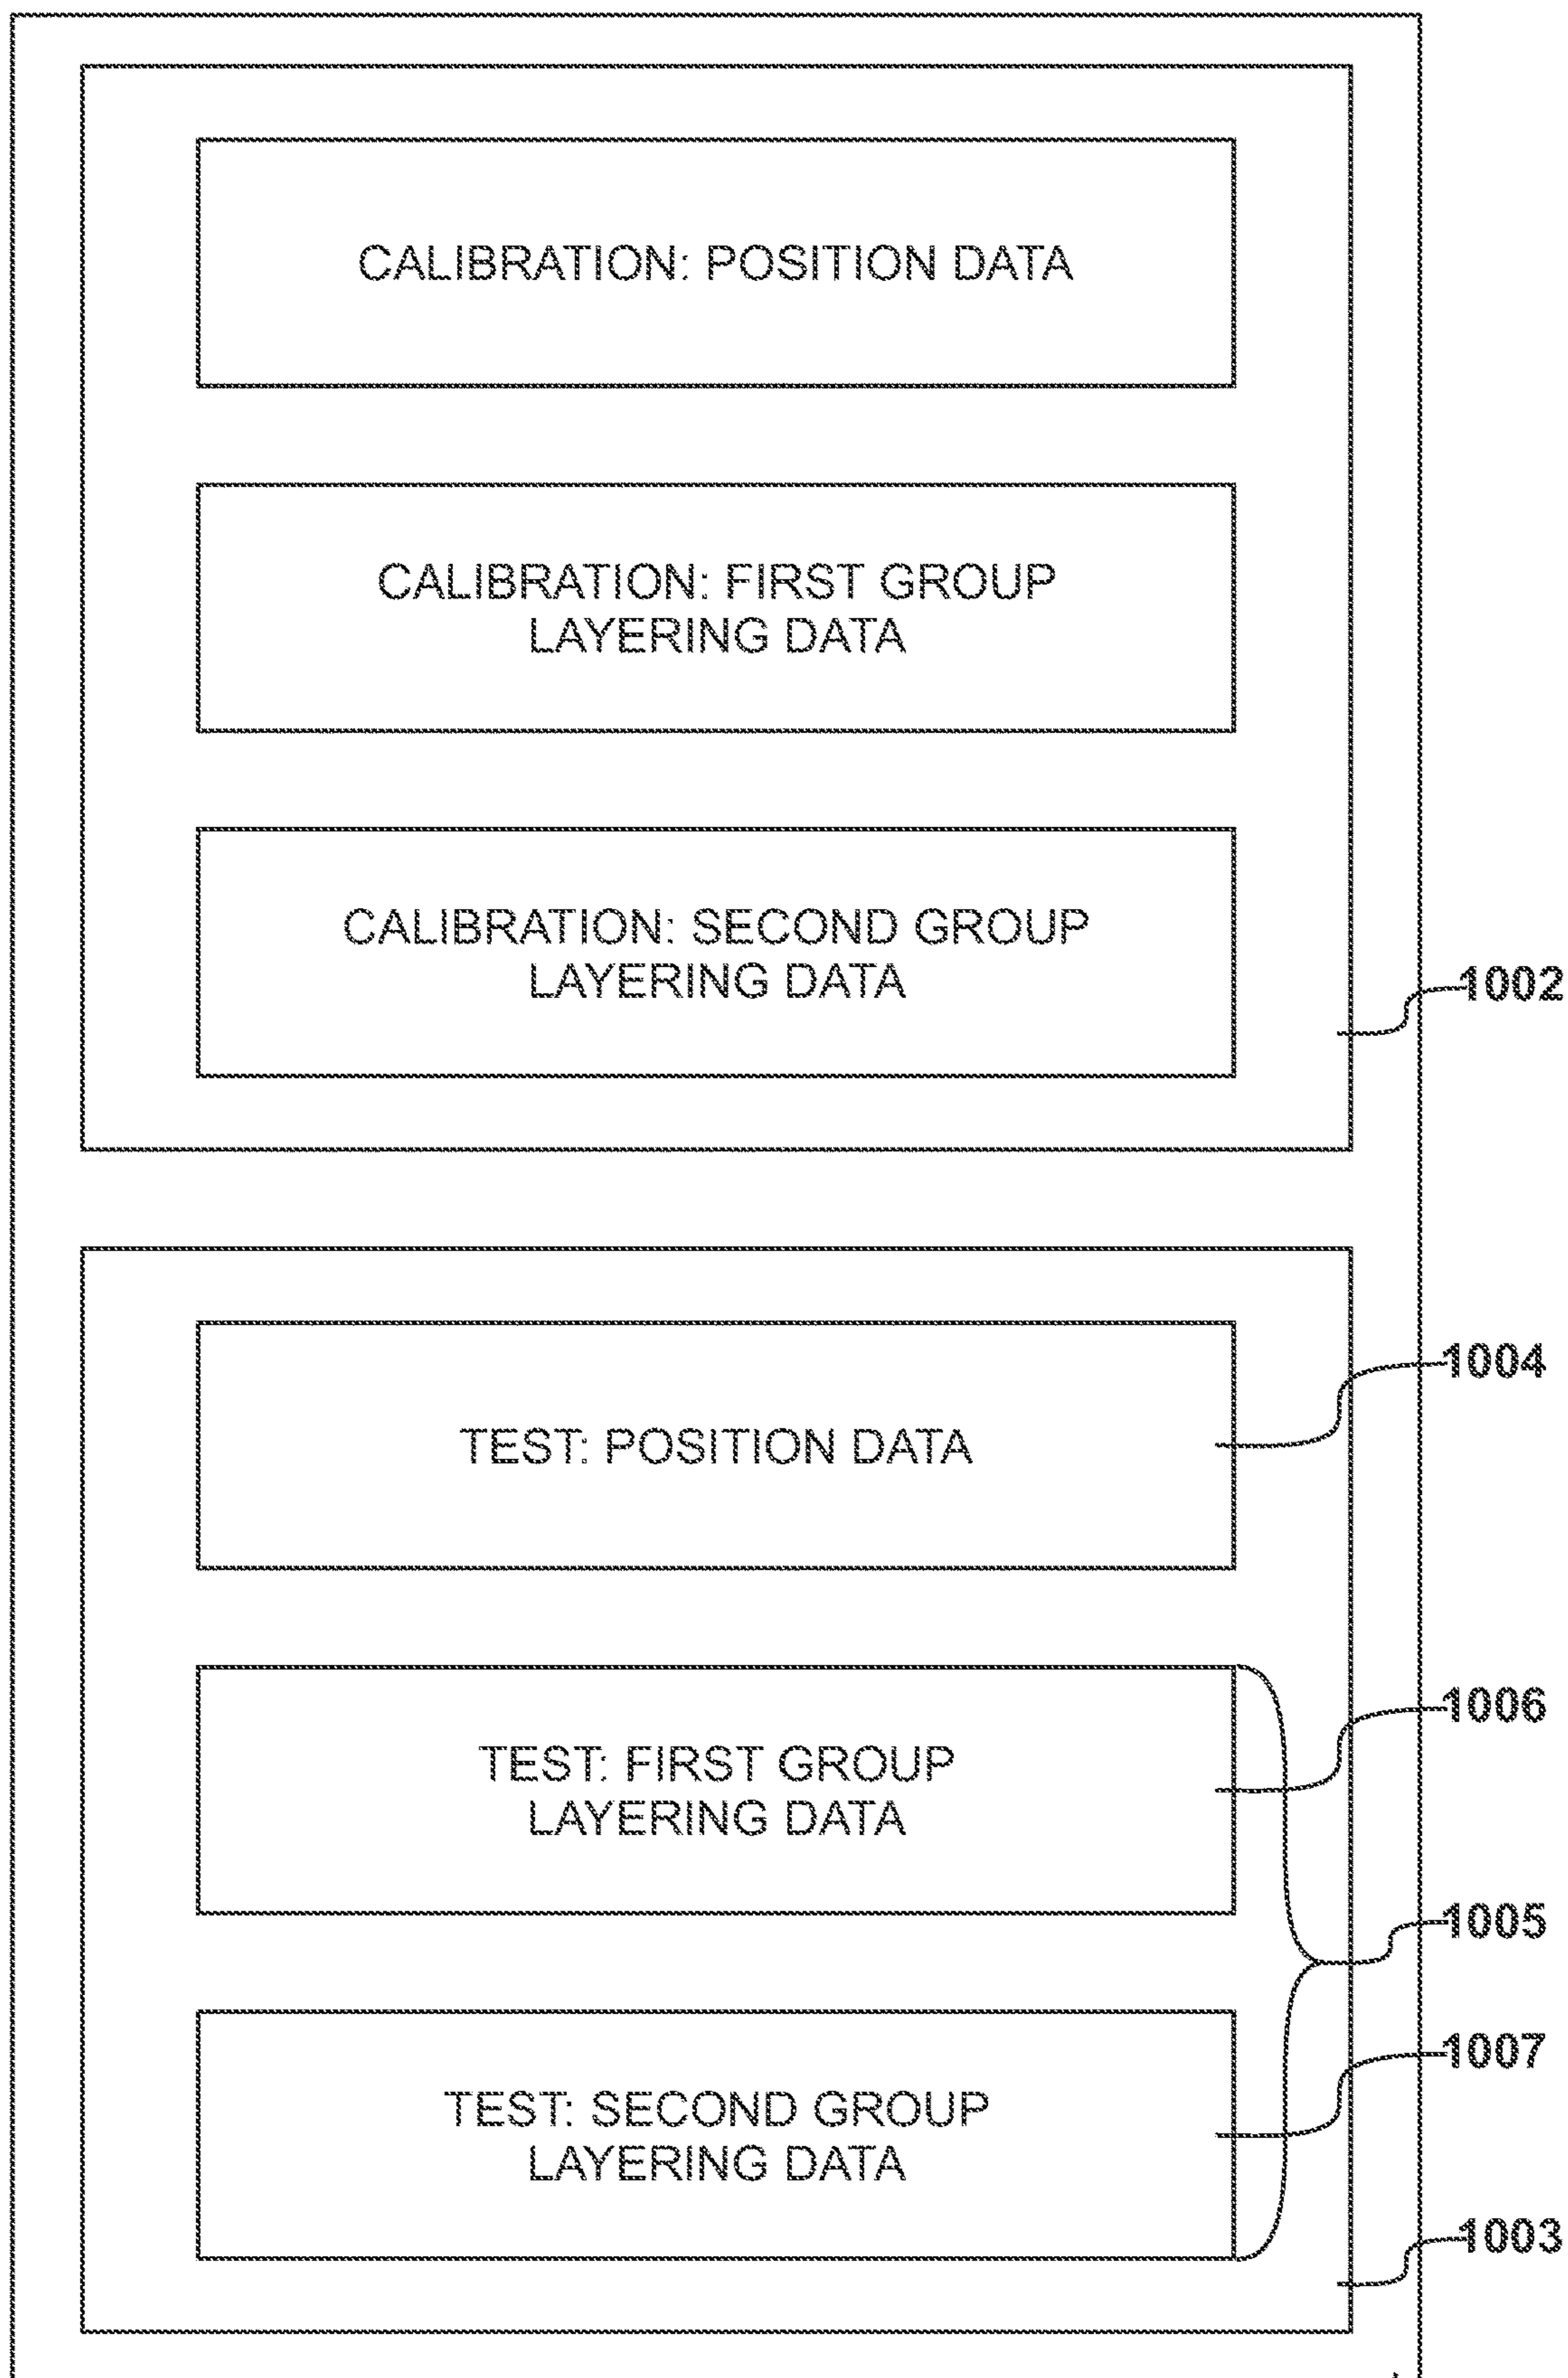 CALIBRATION: POSITION DATA
CALIBRATION: FIRST GROUP
LAYERING DATA
CALIBRATION: SECOND GROUP
LAYERING DATA
1002
1004
TEST: POSITION DATA
1006
TEST: FIRST GROUP
LAYERING DATA
1005
1007
TEST: SECOND GROUP
LAYERING DATA
1003